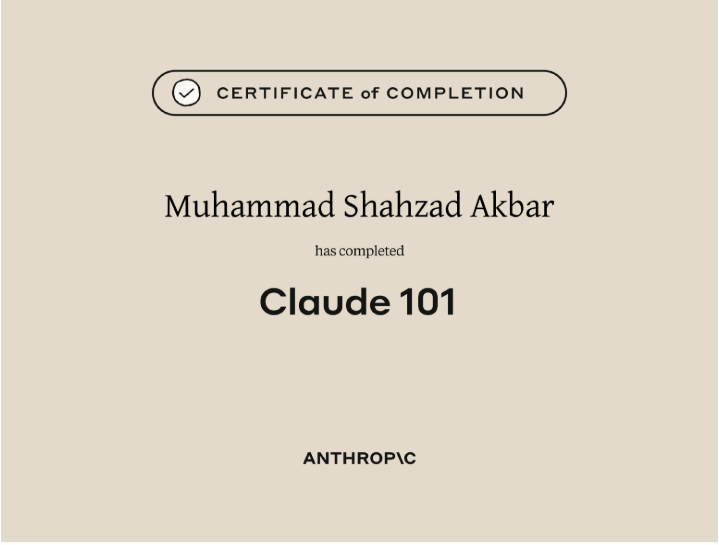 CERTIFICATE of COMPLETION
Muhammad Shahzad Akbar
has completed
Claude 101
ANTHROP\C